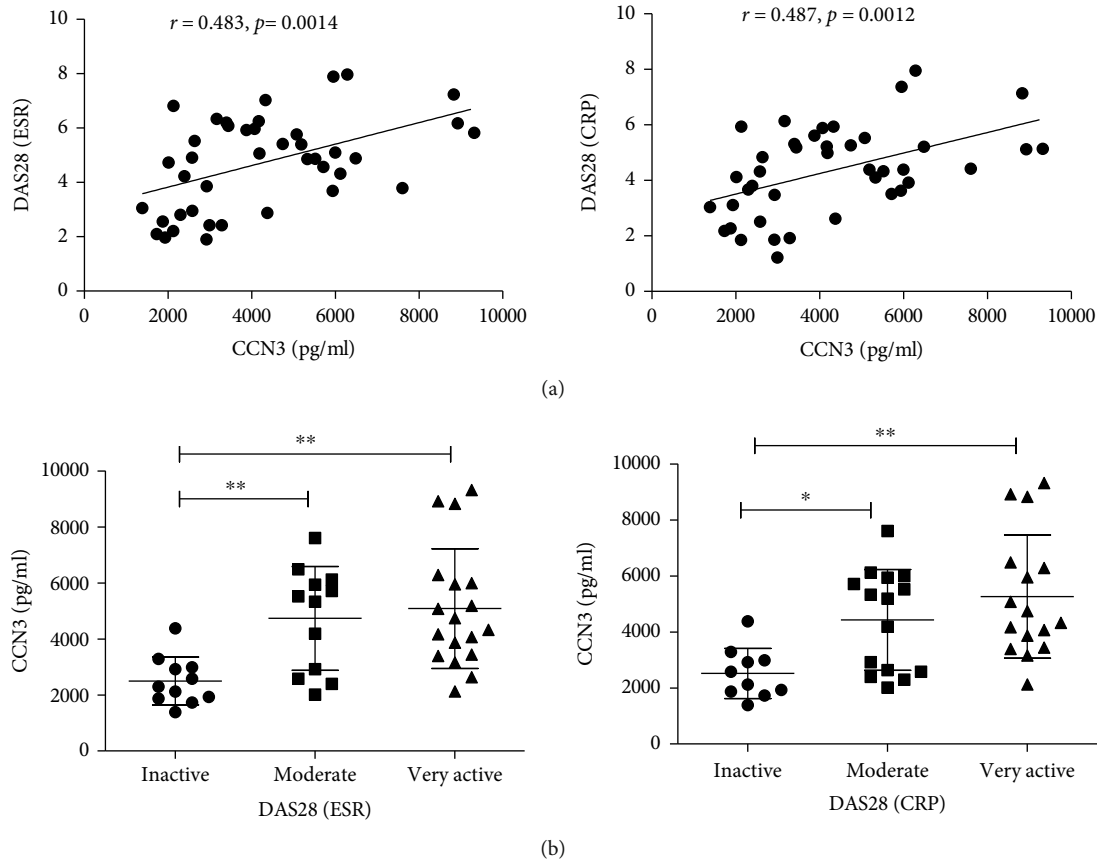 r = 0.483, p= 0.0014
10
8
6
4
2
0
DAS28 (ESR)
0 2000 4000 6000 8000 10000
CCN3 (pg/ml)
r = 0.487, p = 0.0012
10
8
6
4
2
0
DAS28 (CRP)
0 2000 4000 6000 8000 10000
CCN3 (pg/ml)
(a)
**
**
10000
8000
6000
4000
2000
0
CCN3 (pg/ml)
Inactive Moderate Very active
DAS28 (ESR)
**
*
10000
8000
6000
4000
2000
0
CCN3 (pg/ml)
Inactive Moderate Very active
DAS28 (CRP)
(b)